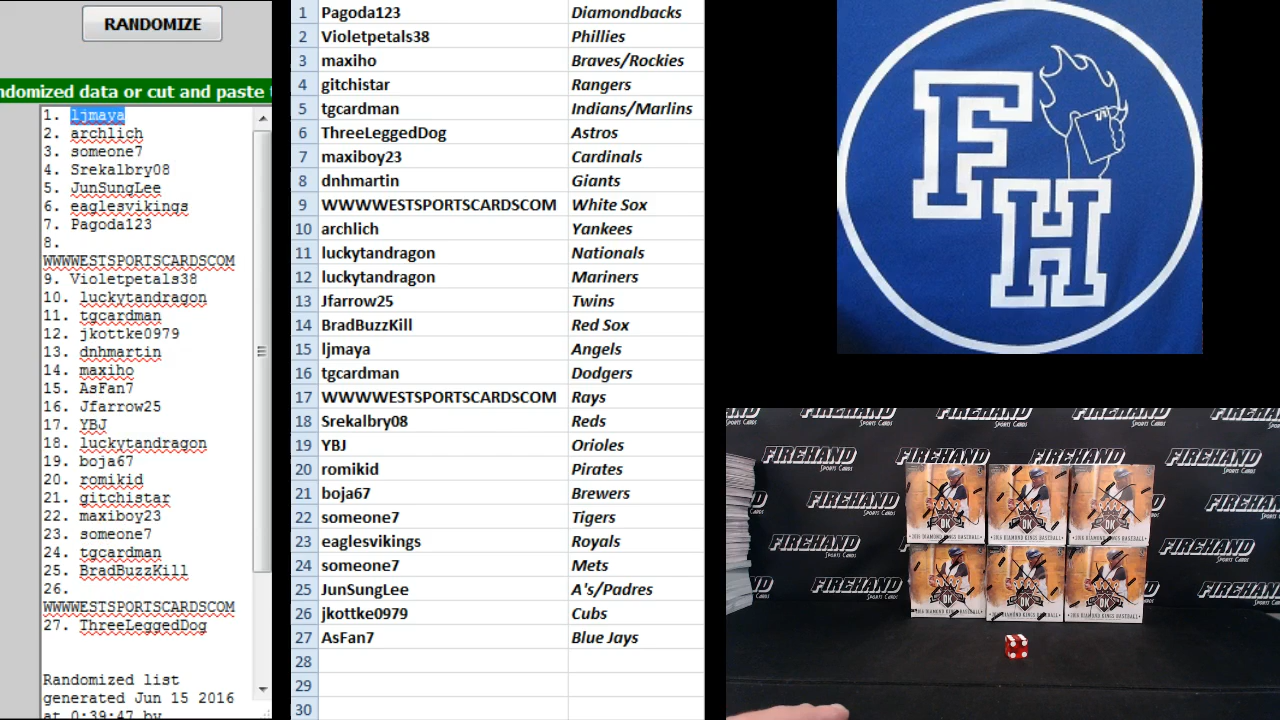 RANDOMIZE
ndomized data or cut and paste t
1. ljmaya
2. archlich
3. someone7
4. Srekalbry08
5. JunSungLee
6. eaglesvikings
7. Pagoda123
8.
WWWWESTSPORTSCARDSCOM
9. Violetpetals38
10. luckytandragon
11. tgcardman
12. jkottke0979
13. dnhmartin
14. maxiho
15. AsFan7
16. Jfarrow25
17. YBJ
18. luckytandragon
19. boja67
20. romikid
21. gitchistar
22. maxiboy23
23. someone7
24. tgcardman
25. BradBuzzKill
26.
WWWWESTSPORTSCARDSCOM
27. ThreeLeggedDog
Randomized list
generated Jun 15 2016
at 0:39:47 by
1 Pagoda123 Diamondbacks
2 Violetpetals38 Phillies
3 maxiho Braves/Rockies
4 gitchistar Rangers
5 tgcardman Indians/Marlins
6 ThreeLeggedDog Astros
7 maxiboy23 Cardinals
8 dnhmartin Giants
9 WWWWESTSPORTSCARDSCOM White Sox
10 archlich Yankees
11 luckytandragon Nationals
12 luckytandragon Mariners
13 Jfarrow25 Twins
14 BradBuzzKill Red Sox
15 ljmaya Angels
16 tgcardman Dodgers
17 WWWWESTSPORTSCARDSCOM Rays
18 Srekalbry08 Reds
19 YBJ Orioles
20 romikid Pirates
21 boja67 Brewers
22 someone7 Tigers
23 eaglesvikings Royals
24 someone7 Mets
25 JunSungLee A's/Padres
26 jkottke0979 Cubs
27 AsFan7 Blue Jays
28
29
30
FH
FIREHAND
Sports Cards
2016 DIAMOND KINGS BASEBALL
DK